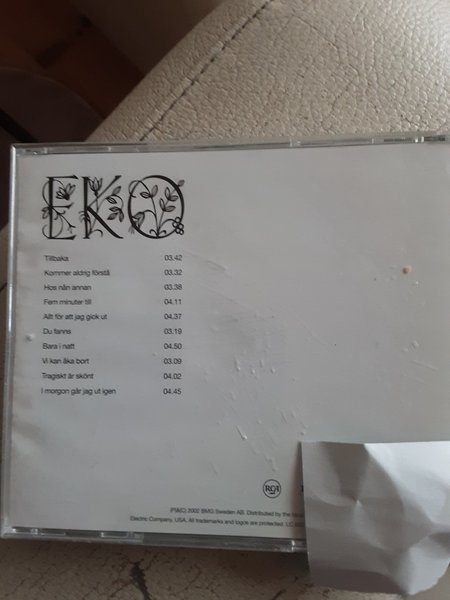 EKO
Tillbaka 03.42
Kommer aldrig förstå 03.32
Hos nån annan 03.38
Fem minuter till 04.11
Allt för att jag gick ut 04.37
Du fanns 03.19
Bara i natt 04.50
Vi kan åka bort 03.09
Tragiskt är skönt 04.02
I morgon går jag ut igen 04.45
RCA
(P)&(C) 2002 BMG Sweden AB. Distributed by the
Electric Company, USA. All trademarks and logos are protected. LC